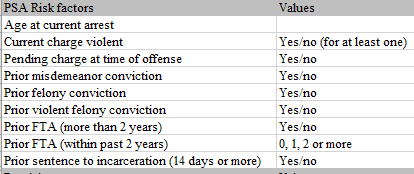 PSA Risk factors Values
Age at current arrest
Current charge violent Yes/no (for at least one)
Pending charge at time of offense Yes/no
Prior misdemeanor conviction Yes/no
Prior felony conviction Yes/no
Prior violent felony conviction Yes/no
Prior FTA (more than 2 years) Yes/no
Prior FTA (within past 2 years) 0, 1, 2 or more
Prior sentence to incarceration (14 days or more) Yes/no